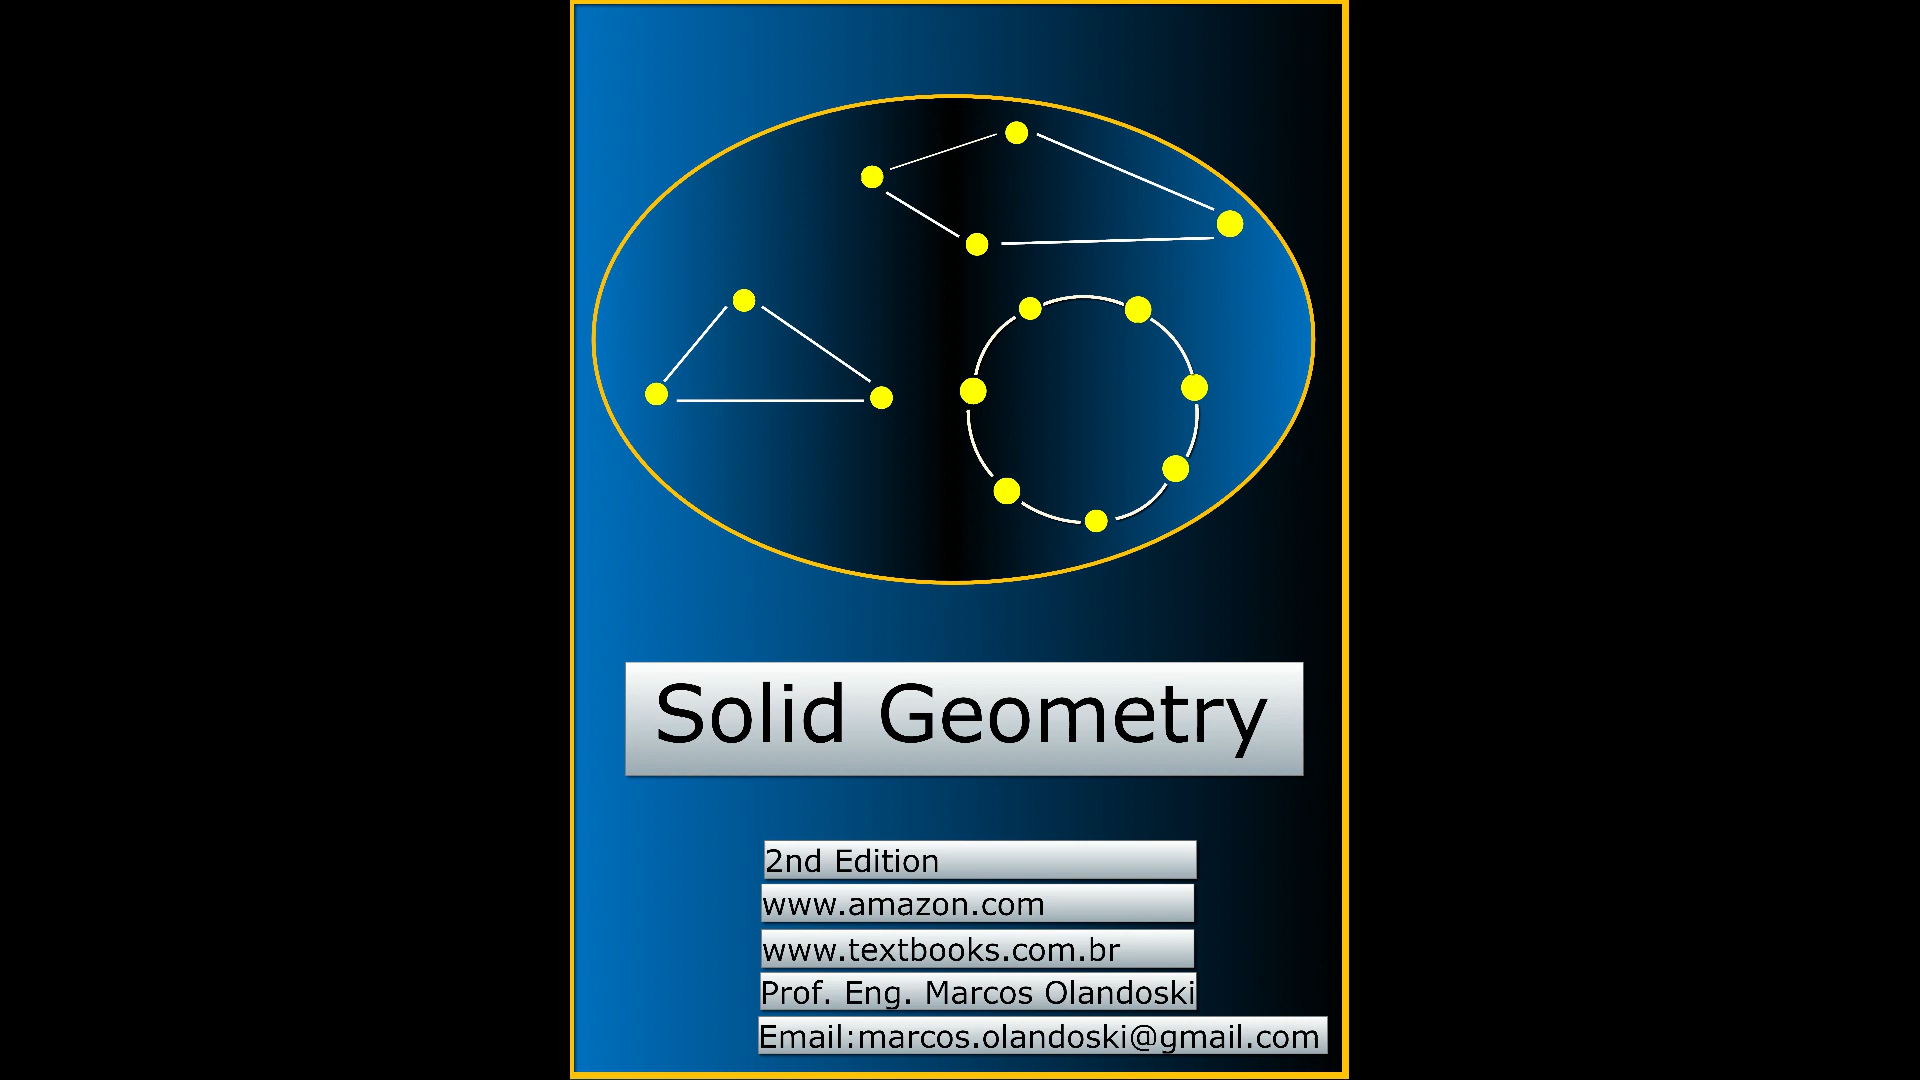 Solid Geometry
2nd Edition
www.amazon.com
www.textbooks.com.br
Prof. Eng. Marcos Olandoski
Email:marcos.olandoski@gmail.com